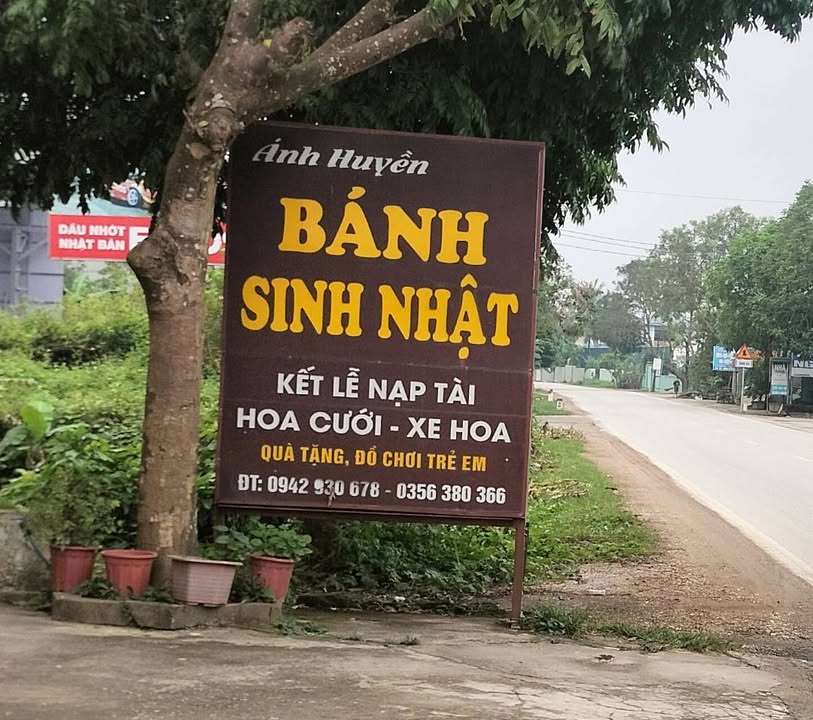 Ánh Huyền
BÁNH
SINH NHẬT
KẾT LỄ NẠP TÀI
HOA CƯỚI - XE HOA
QUÀ TẶNG, ĐỒ CHƠI TRẺ EM
ĐT: 0942 930 678 - 0356 380 366
DẦU NHỚT
NHẬT BẢN